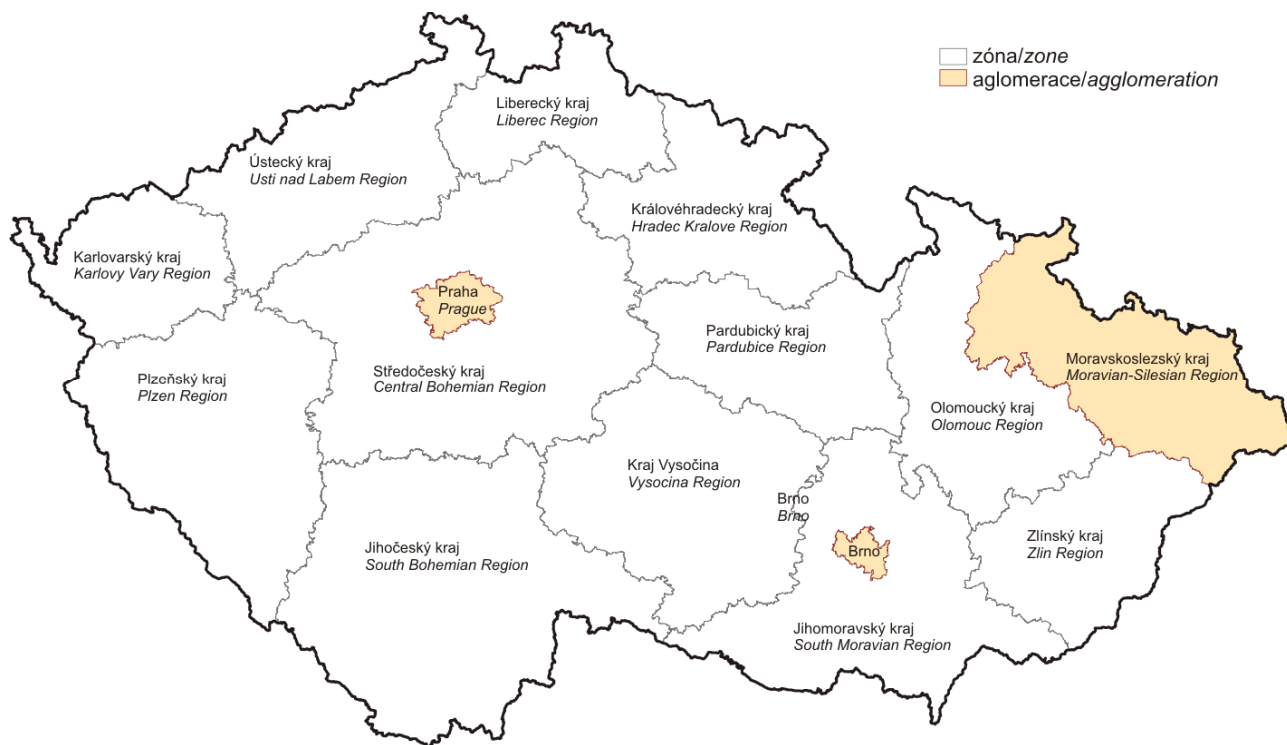 zóna/zone
aglomerace/agglomeration
Liberecký kraj
Liberec Region
Ústecký kraj
Usti nad Labem Region
Královéhradecký kraj
Hradec Kralove Region
Karlovarský kraj
Karlovy Vary Region
Praha
Prague
Pardubický kraj
Pardubice Region
Moravskoslezský kraj
Moravian-Silesian Region
Plzeňský kraj
Plzen Region
Středočeský kraj
Central Bohemian Region
Olomoucký kraj
Olomouc Region
Kraj Vysočina
Vysocina Region
Brno
Brno
Brno
Zlínský kraj
Zlin Region
Jihočeský kraj
South Bohemian Region
Jihomoravský kraj
South Moravian Region